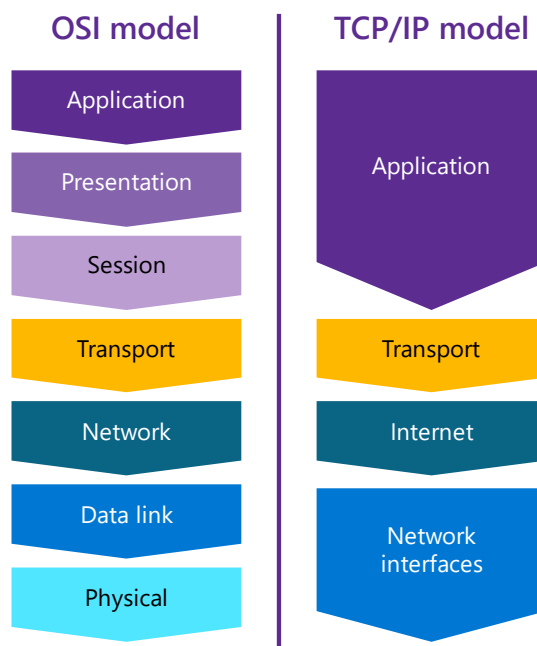 OSI model
Application
Presentation
Session
Transport
Network
Data link
Physical
TCP/IP model
Application
Transport
Internet
Network
interfaces